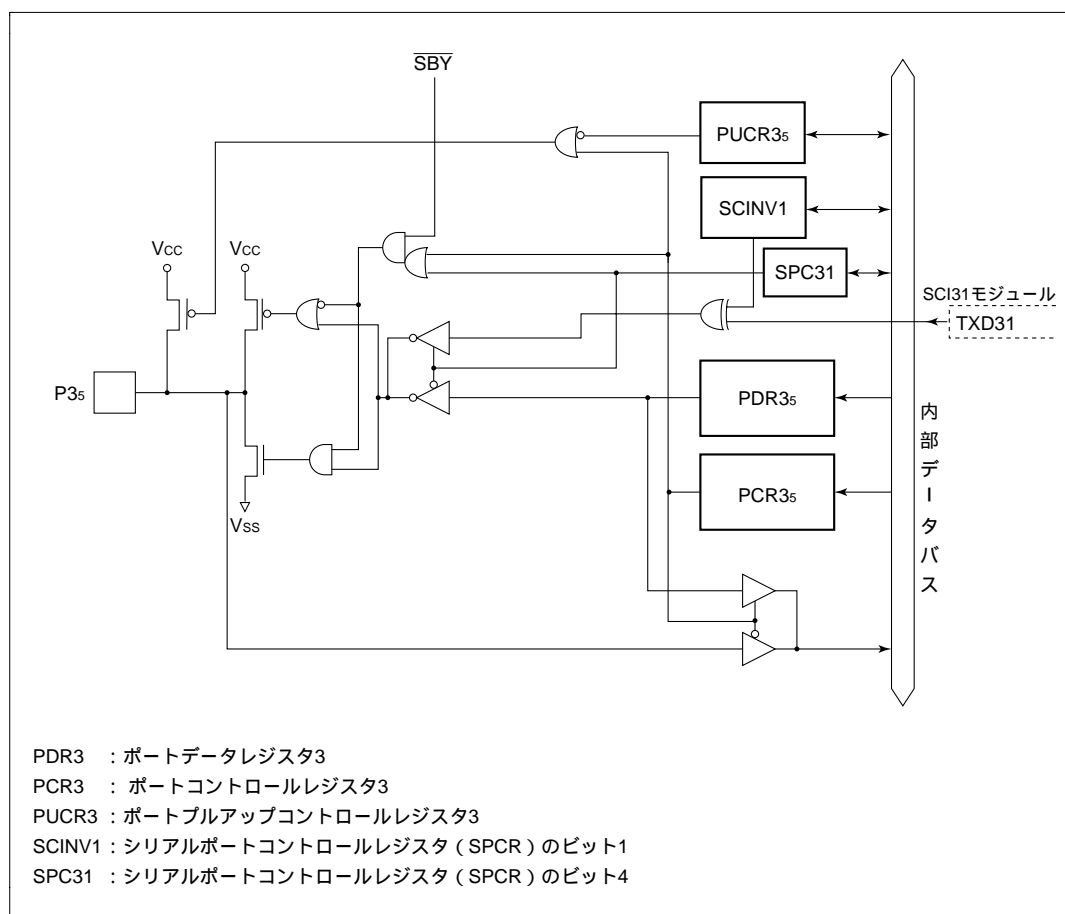 SBY
PUCR35
SCINV1
VCC
VCC
SPC31
SCI31モジュール
TXD31
P35
PDR35
内部データバス
PCR35
VSS
PDR3 :ポートデータレジスタ3
PCR3 : ポートコントロールレジスタ3
PUCR3 :ポートプルアップコントロールレジスタ3
SCINV1:シリアルポートコントロールレジスタ(SPCR)のビット1
SPC31 :シリアルポートコントロールレジスタ(SPCR)のビット4